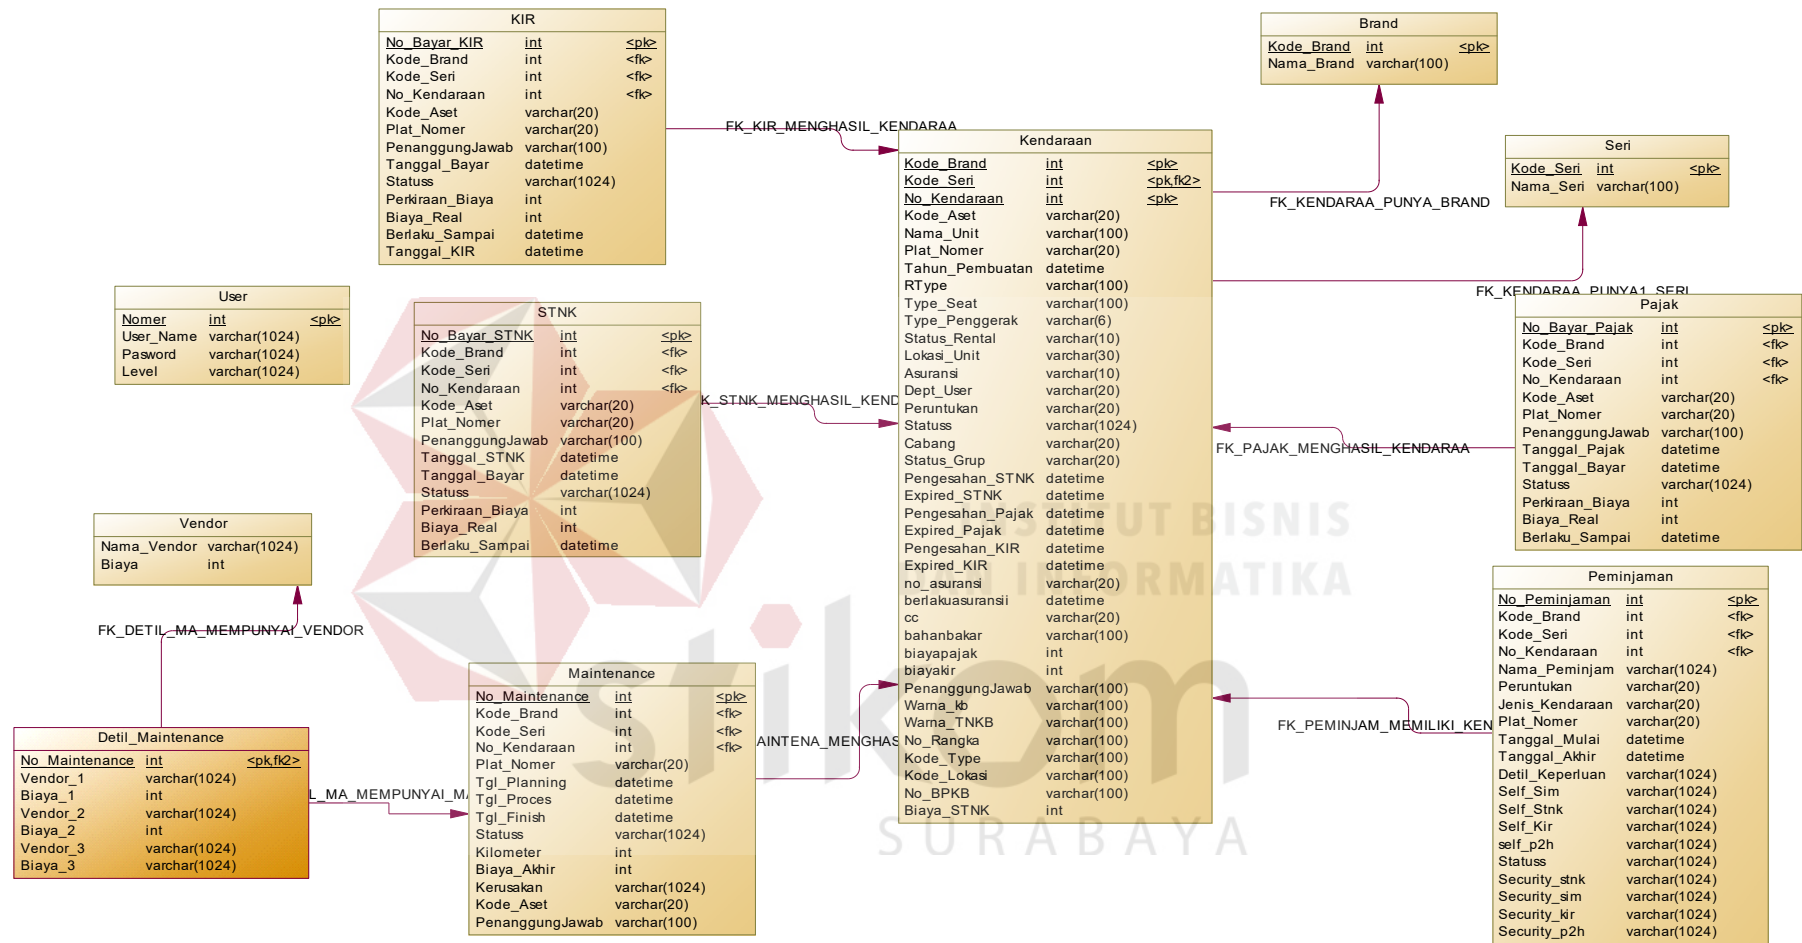 KIR
No_Bayar_KIR int <pk>
Kode_Brand int <fk>
Kode_Seri int <fk>
No_Kendaraan int <fk>
Kode_Aset varchar(20)
Plat_Nomer varchar(20)
PenanggungJawab varchar(100)
Tanggal_Bayar datetime
Statuss varchar(1024)
Perkiraan_Biaya int
Biaya_Real int
Berlaku_Sampai datetime
Tanggal_KIR datetime
Brand
Kode_Brand int <pk>
Nama_Brand varchar(100)
FK_KIR_MENGHASIL_KENDARAA
Kendaraan
Kode_Brand int <pk>
Kode_Seri int <pk,fk2>
No_Kendaraan int <pk>
Kode_Aset varchar(20)
Nama_Unit varchar(100)
Plat_Nomer varchar(20)
Tahun_Pembuatan datetime
RType varchar(100)
Type_Seat varchar(100)
Type_Penggerak varchar(6)
Status_Rental varchar(10)
Lokasi_Unit varchar(30)
Asuransi varchar(10)
Dept_User varchar(20)
Peruntukan varchar(20)
Statuss varchar(1024)
Cabang varchar(20)
Status_Grup varchar(20)
Pengesahan_STNK datetime
Expired_STNK datetime
Pengesahan_Pajak datetime
Expired_Pajak datetime
Pengesahan_KIR datetime
Expired_KIR datetime
no_asuransi varchar(20)
berlakuasuransii datetime
cc varchar(20)
bahanbakar varchar(100)
biayapajak int
biayakir int
PenanggungJawab varchar(100)
Warna_kb varchar(100)
Warna_TNKB varchar(100)
No_Rangka varchar(100)
Kode_Type varchar(100)
Kode_Lokasi varchar(100)
No_BPKB varchar(100)
Biaya_STNK int
Seri
Kode_Seri int <pk>
Nama_Seri varchar(100)
FK_KENDARAA_PUNYA_BRAND
FK_KENDARAA_PUNYA1_SERI
User
Nomer int <pk>
User_Name varchar(1024)
Pasword varchar(1024)
Level varchar(1024)
STNK
No_Bayar_STNK int <pk>
Kode_Brand int <fk>
Kode_Seri int <fk>
No_Kendaraan int <fk>
Kode_Aset varchar(20)
Plat_Nomer varchar(20)
PenanggungJawab varchar(100)
Tanggal_STNK datetime
Tanggal_Bayar datetime
Statuss varchar(1024)
Perkiraan_Biaya int
Biaya_Real int
Berlaku_Sampai datetime
K_STNK_MENGHASIL_KEND
Pajak
No_Bayar_Pajak int <pk>
Kode_Brand int <fk>
Kode_Seri int <fk>
No_Kendaraan int <fk>
Kode_Aset varchar(20)
Plat_Nomer varchar(20)
PenanggungJawab varchar(100)
Tanggal_Pajak datetime
Tanggal_Bayar datetime
Statuss varchar(1024)
Perkiraan_Biaya int
Biaya_Real int
Berlaku_Sampai datetime
FK_PAJAK_MENGHASIL_KENDARAA
Vendor
Nama_Vendor varchar(1024)
Biaya int
FK_DETIL_MA_MEMPUNYAI_VENDOR
INSTITUT BISNIS
DAN INFORMATIKA
stikom
SURABAYA
Detil_Maintenance
No_Maintenance int <pk,fk2>
Vendor_1 varchar(1024)
Biaya_1 int
Vendor_2 varchar(1024)
Biaya_2 int
Vendor_3 varchar(1024)
Biaya_3 varchar(1024)
L_MA_MEMPUNYAI_MA
Maintenance
No_Maintenance int <pk>
Kode_Brand int <fk>
Kode_Seri int <fk>
No_Kendaraan int <fk>
Plat_Nomer varchar(20)
Tgl_Planning datetime
Tgl_Proces datetime
Tgl_Finish datetime
Statuss varchar(1024)
Kilometer int
Biaya_Akhir int
Kerusakan varchar(1024)
Kode_Aset varchar(20)
PenanggungJawab varchar(100)
AINTENA_MENGHAS
FK_PEMINJAM_MEMILIKI_KEN
Peminjaman
No_Peminjaman int <pk>
Kode_Brand int <fk>
Kode_Seri int <fk>
No_Kendaraan int <fk>
Nama_Peminjam varchar(1024)
Peruntukan varchar(20)
Jenis_Kendaraan varchar(20)
Plat_Nomer varchar(20)
Tanggal_Mulai datetime
Tanggal_Akhir datetime
Detil_Keperluan varchar(1024)
Self_Sim varchar(1024)
Self_Stnk varchar(1024)
Self_Kir varchar(1024)
self_p2h varchar(1024)
Statuss varchar(1024)
Security_stnk varchar(1024)
Security_sim varchar(1024)
Security_kir varchar(1024)
Security_p2h varchar(1024)